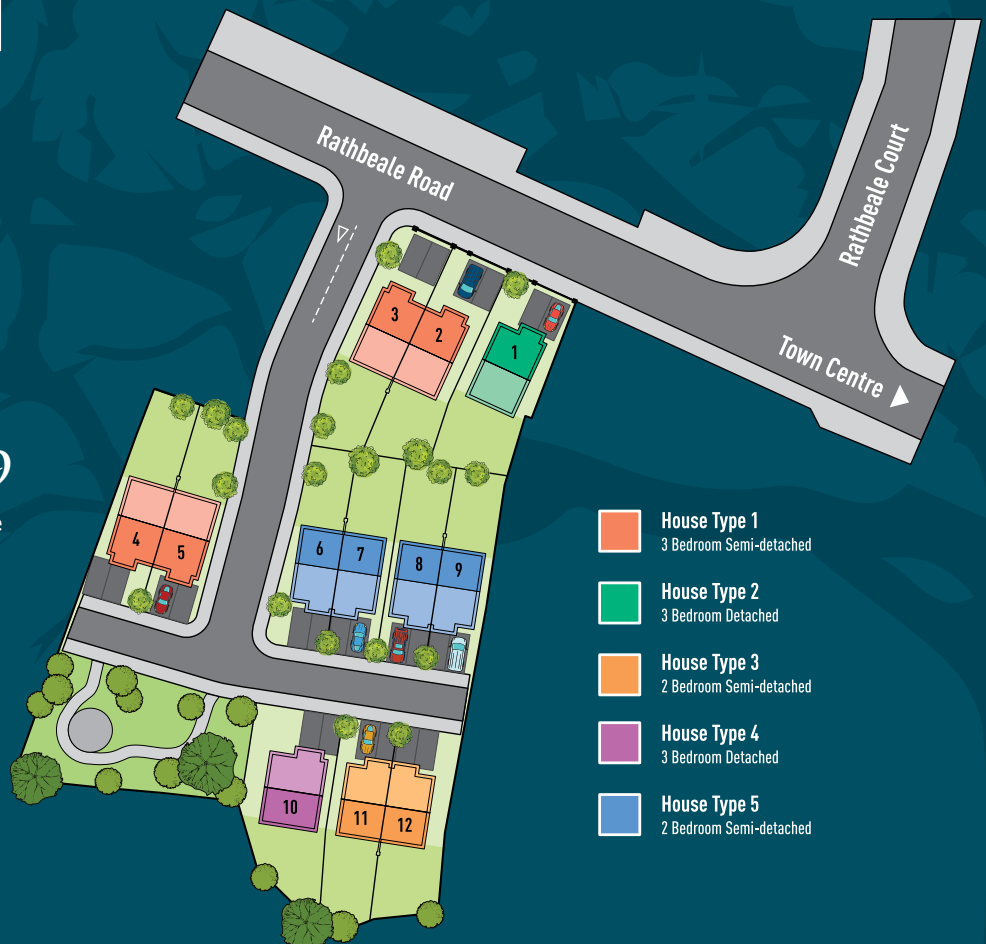 Rathbeale Road
Rathbeale Court
Town Centre
3
2
1
4
5
6
7
8
9
10
11
12
House Type 1
3 Bedroom Semi-detached
House Type 2
3 Bedroom Detached
House Type 3
2 Bedroom Semi-detached
House Type 4
3 Bedroom Detached
House Type 5
2 Bedroom Semi-detached